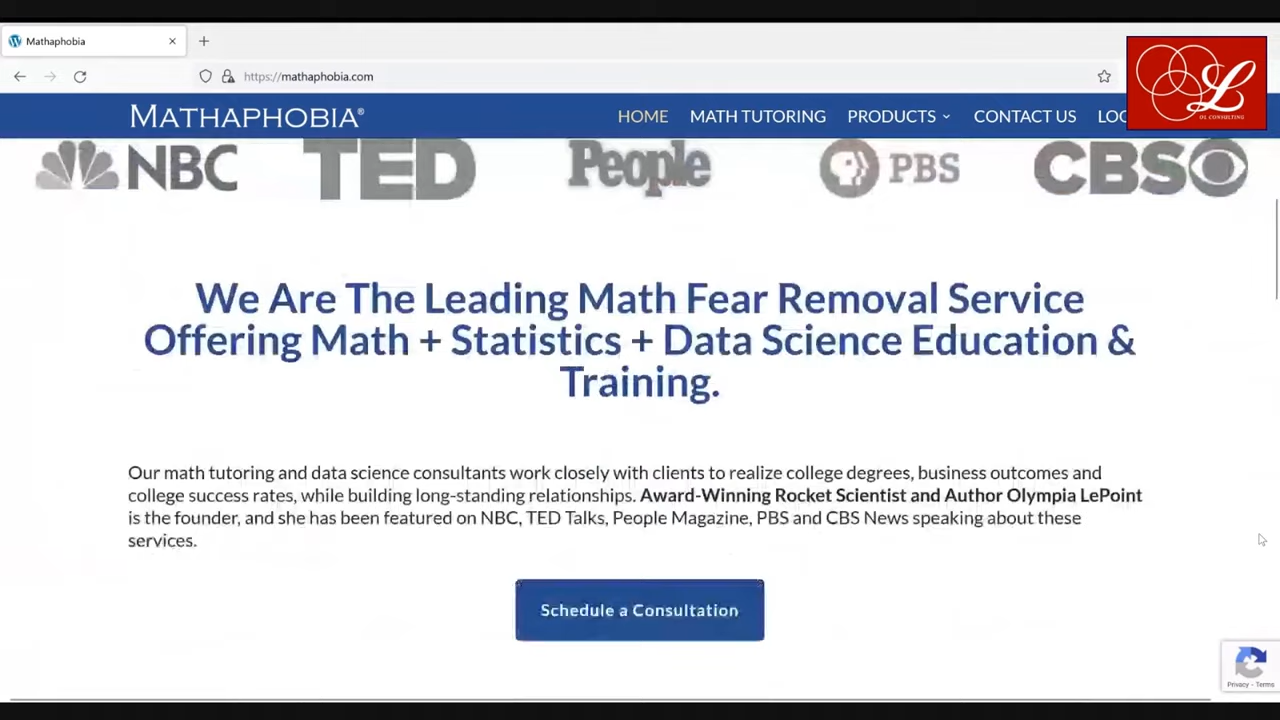 Mathaphobia
https://mathaphobia.com
MATHAPHOBIA®
HOME MATH TUTORING PRODUCTS CONTACT US
L
OL CONSULTING
NBC TED People PBS CBS
We Are The Leading Math Fear Removal Service
Offering Math + Statistics + Data Science Education &
Training.
Our math tutoring and data science consultants work closely with clients to realize college degrees, business outcomes and
college success rates, while building long-standing relationships. Award-Winning Rocket Scientist and Author Olympia LePoint
is the founder, and she has been featured on NBC, TED Talks, People Magazine, PBS and CBS News speaking about these
services.
Schedule a Consultation
Privacy - Terms